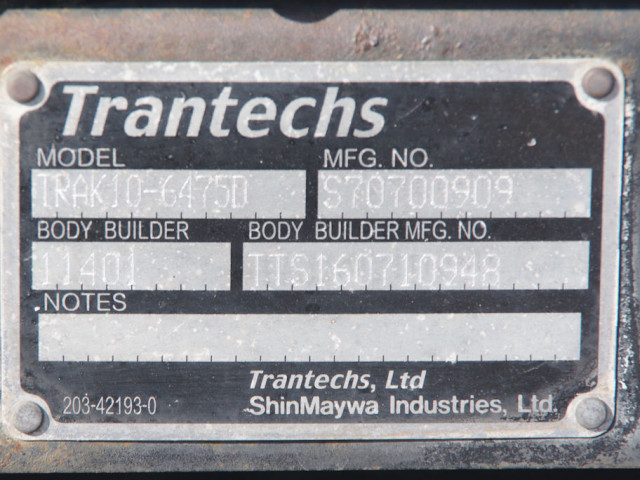 Trantechs
MODEL MFG. NO.
TRAK10-6475D S70700909
BODY BUILDER BODY BUILDER MFG. NO.
11401 TTS160710948
NOTES
Trantechs, Ltd
203-42193-0 ShinMaywa Industries, Ltd.